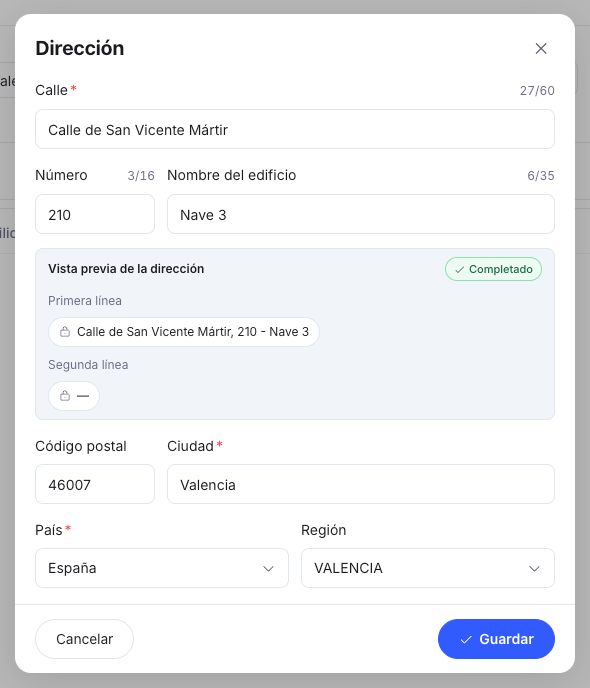 Dirección
Calle* 27/60
Calle de San Vicente Mártir
Número 3/16 Nombre del edificio 6/35
210 Nave 3
Vista previa de la dirección Completado
Primera línea
Calle de San Vicente Mártir, 210 - Nave 3
Segunda línea
—
Código postal Ciudad*
46007 Valencia
País* Región
España VALENCIA
Cancelar Guardar